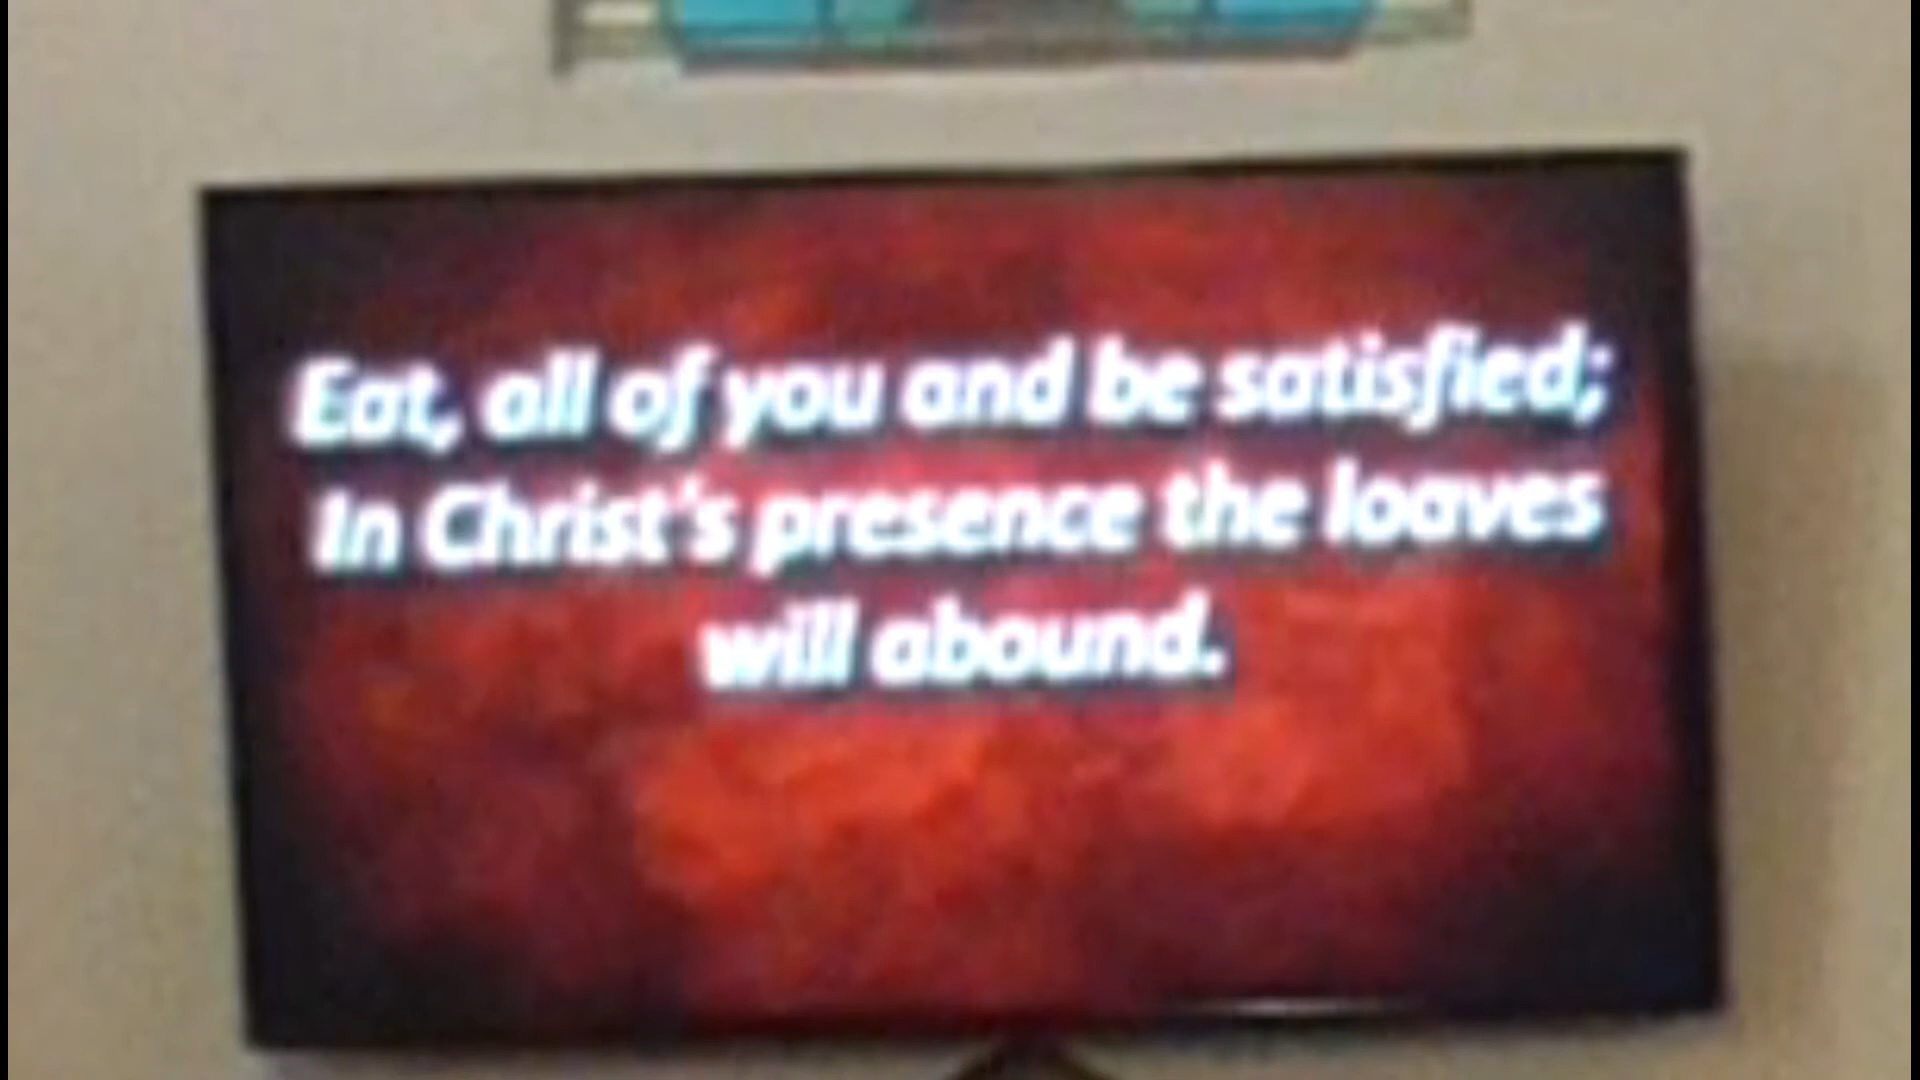 Eat, all of you and be satisfied;
In Christ's presence the loaves
will abound.